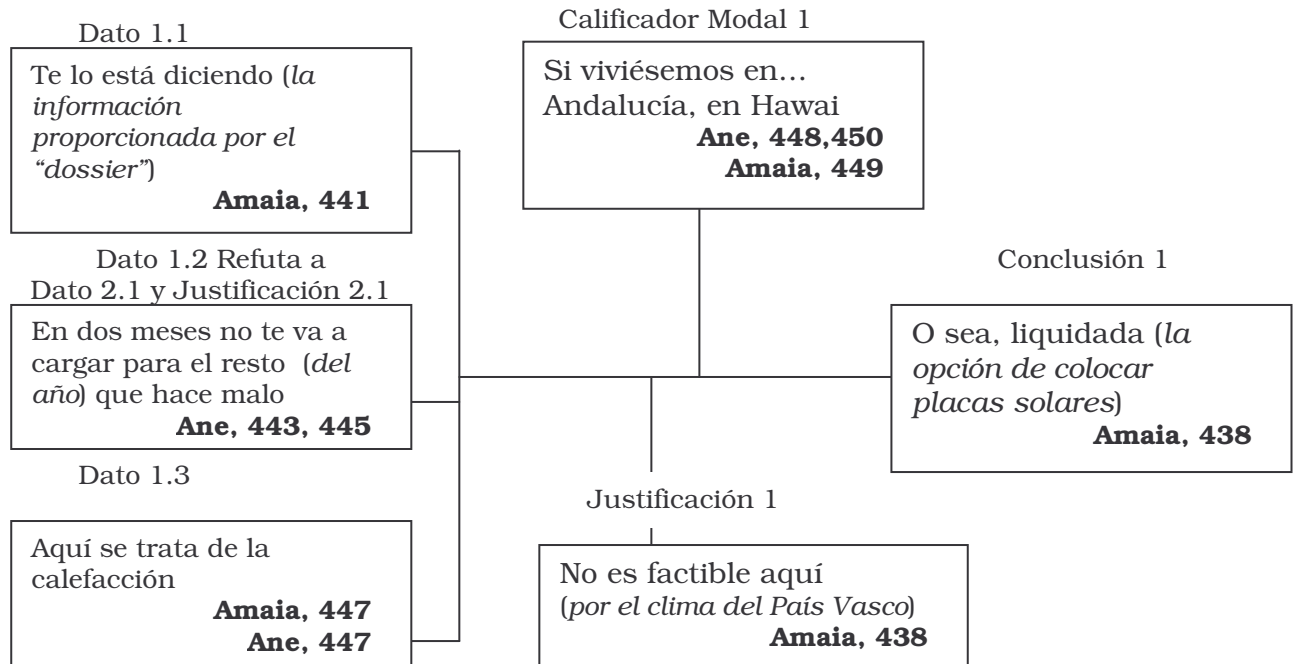 Dato 1.1
Te lo está diciendo (la
información
proporcionada por el
“dossier”)
Amaia, 441
Calificador Modal 1
Si viviésemos en...
Andalucía, en Hawai
Ane, 448,450
Amaia, 449
Dato 1.2 Refuta a
Dato 2.1 y Justificación 2.1
En dos meses no te va a
cargar para el resto (del
año) que hace malo
Ane, 443, 445
Conclusión 1
O sea, liquidada (la
opción de colocar
placas solares)
Amaia, 438
Dato 1.3
Aquí se trata de la
calefacción
Amaia, 447
Ane, 447
Justificación 1
No es factible aquí
(por el clima del País Vasco)
Amaia, 438